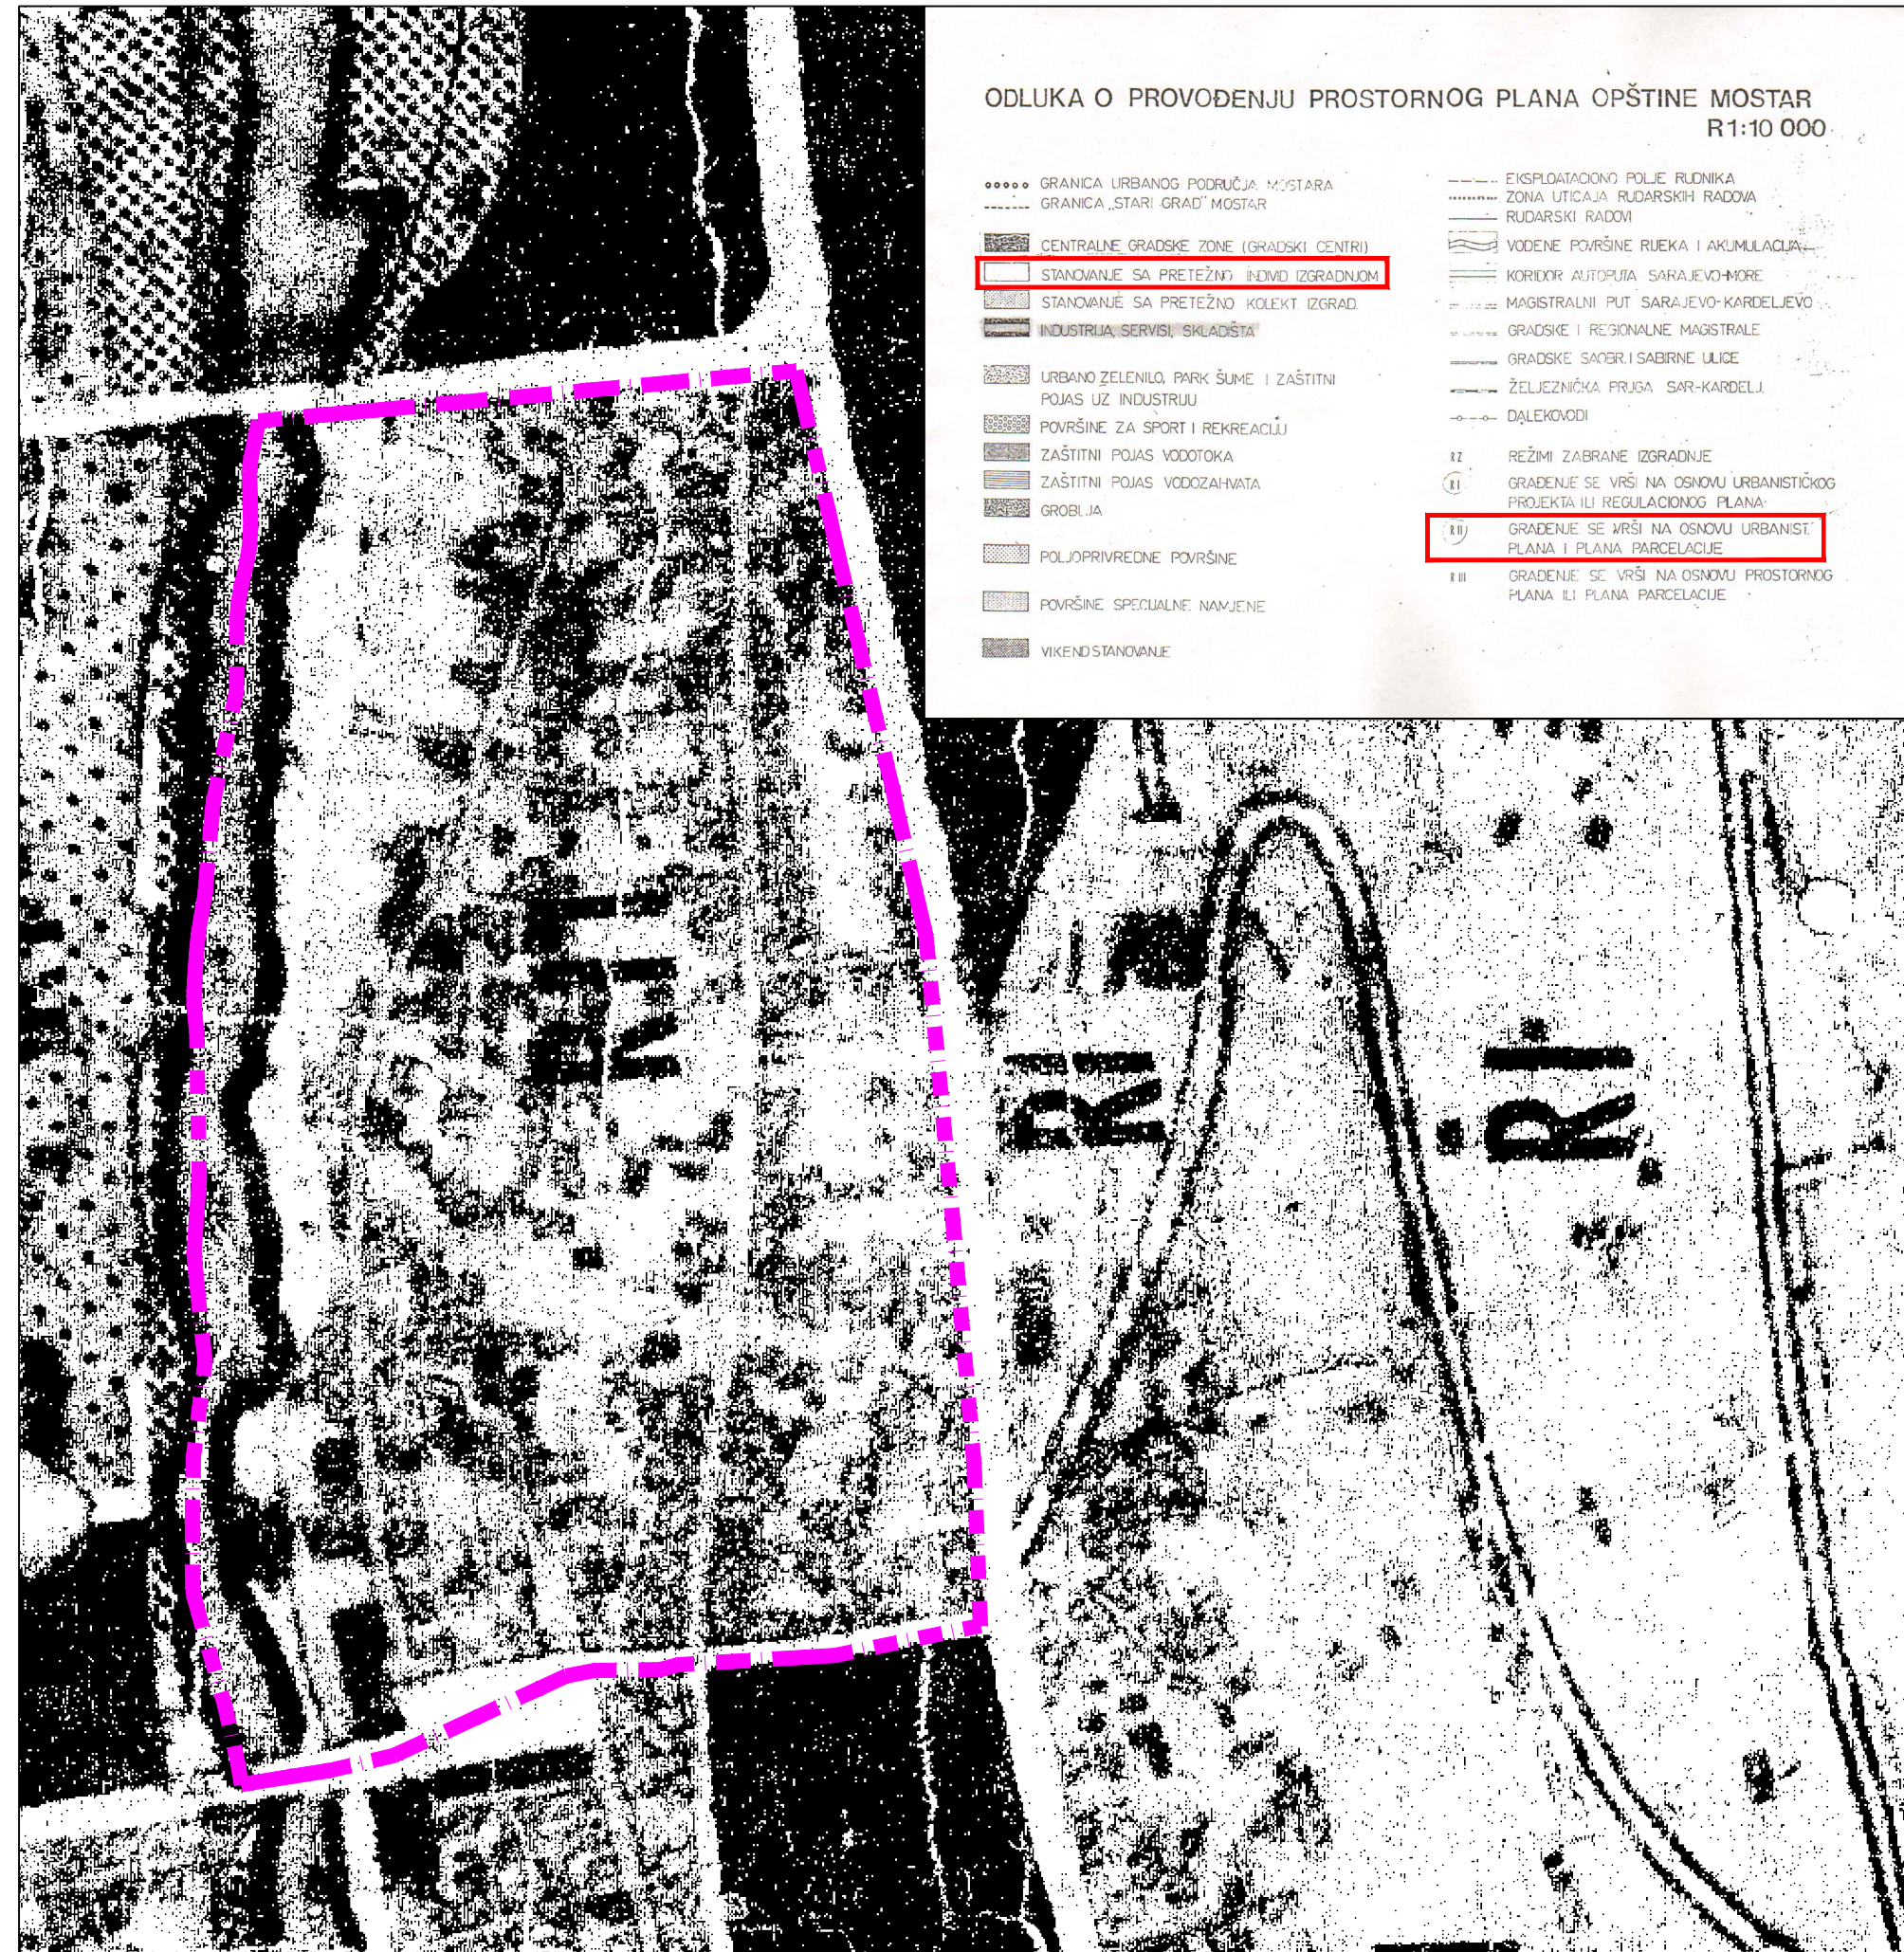 ODLUKA O PROVOĐENJU PROSTORNOG PLANA OPŠTINE MOSTAR
R 1:10 000
GRANICA URBANOG PODRUČJA MOSTARA
GRANICA „STARI GRAD" MOSTAR
CENTRALNE GRADSKE ZONE (GRADSKI CENTRI)
STANOVANJE SA PRETEŽNO INDIVID. IZGRADNJOM
STANOVANJE SA PRETEŽNO KOLEKT. IZGRAD.
INDUSTRIJA, SERVISI, SKLADIŠTA
URBANO ZELENILO, PARK ŠUME I ZAŠTITNI
POJAS UZ INDUSTRIJU
POVRŠINE ZA SPORT I REKREACIJU
ZAŠTITNI POJAS VODOTOKA
ZAŠTITNI POJAS VODOZAHVATA
GROBLJA
POLJOPRIVREDNE POVRŠINE
POVRŠINE SPECIJALNE NAMJENE
VIKEND STANOVANJE
EKSPLOATACIONO POLJE RUDNIKA
ZONA UTICAJA RUDARSKIH RADOVA
RUDARSKI RADOVI
VODENE POVRŠINE RIJEKA I AKUMULACIJA
KORIDOR AUTOPUTA SARAJEVO-MORE
MAGISTRALNI PUT SARAJEVO-KARDELJEVO
GRADSKE I REGIONALNE MAGISTRALE
GRADSKE SAOBR. I SABIRNE ULICE
ŽELJEZNIČKA PRUGA SAR-KARDELJ.
DALEKOVODI
RZ REŽIMI ZABRANE IZGRADNJE
RI GRAĐENJE SE VRŠI NA OSNOVU URBANISTIČKOG
PROJEKTA ILI REGULACIONOG PLANA
RII GRAĐENJE SE VRŠI NA OSNOVU URBANIST.
PLANA I PLANA PARCELACIJE
RIII GRAĐENJE SE VRŠI NA OSNOVU PROSTORNOG
PLANA ILI PLANA PARCELACIJE
RII
RI
RI